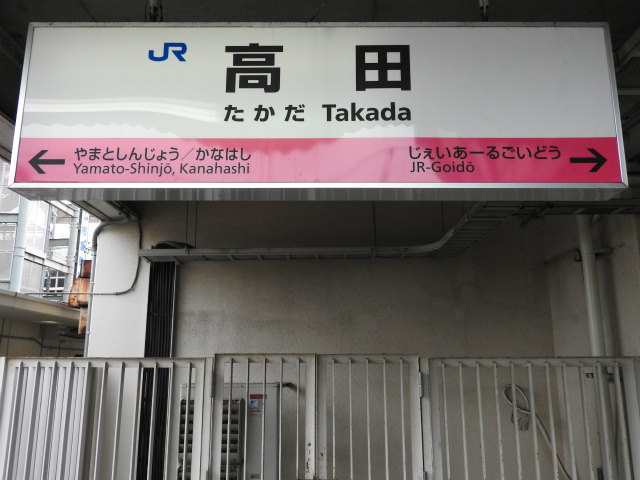 JR 高田
たかだ Takada
やまとしんじょう／かなはし
Yamato-Shinjō, Kanahashi
じぇいあーるごいどう
JR-Goidō